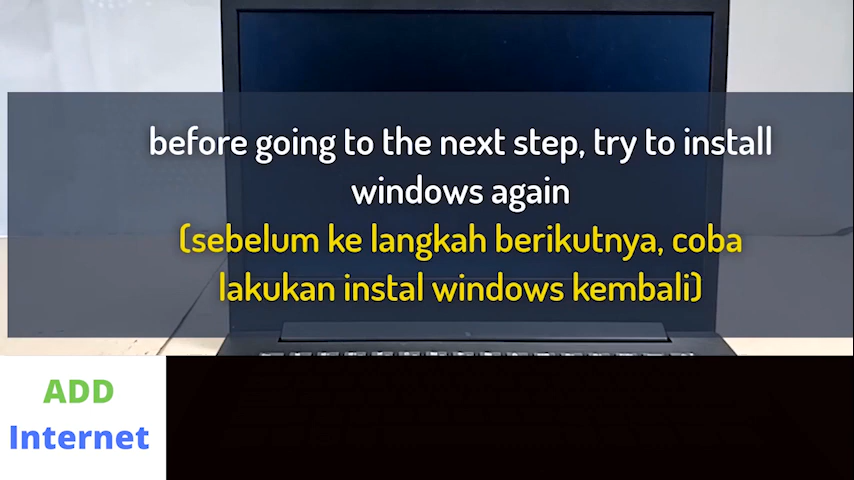 before going to the next step, try to install
windows again
(sebelum ke langkah berikutnya, coba
lakukan instal windows kembali)
ADD
Internet